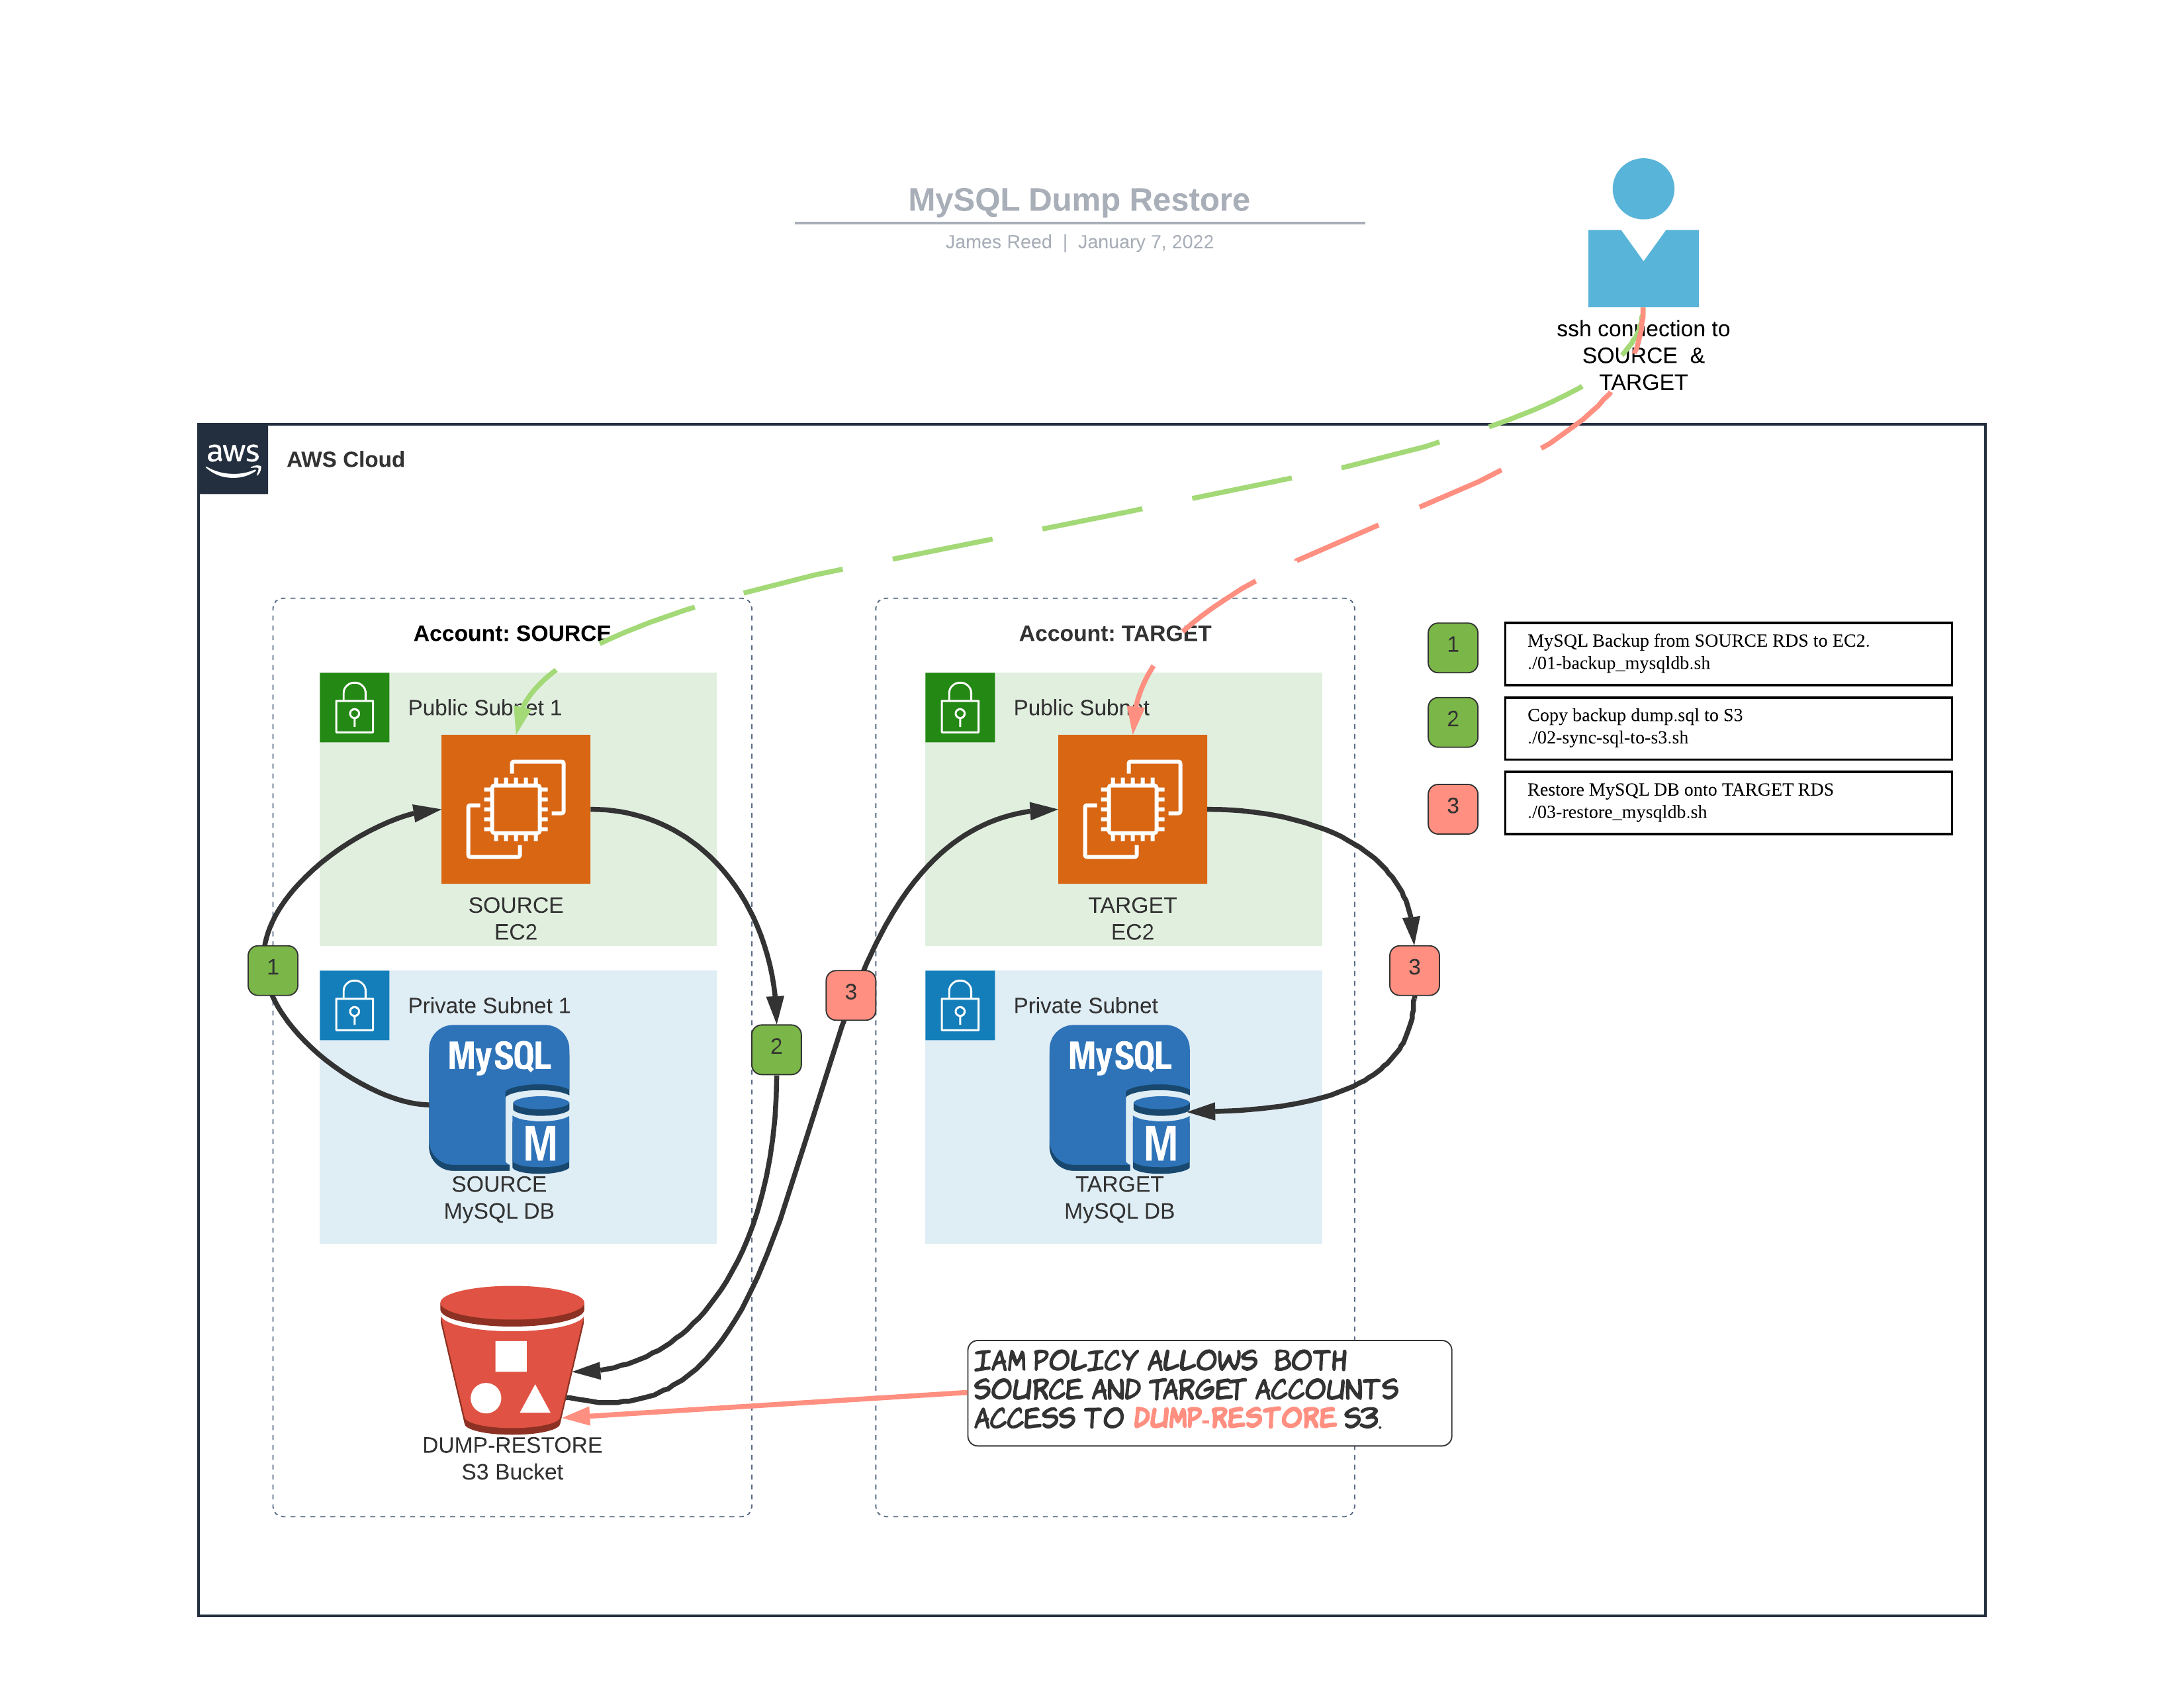 MySQL Dump Restore
James Reed | January 7, 2022
ssh connection to
SOURCE &
TARGET
aws
AWS Cloud
Account: SOURCE
Account: TARGET
1
MySQL Backup from SOURCE RDS to EC2.
./01-backup_mysqldb.sh
2
Copy backup dump.sql to S3
./02-sync-sql-to-s3.sh
3
Restore MySQL DB onto TARGET RDS
./03-restore_mysqldb.sh
Public Subnet 1
SOURCE
EC2
Public Subnet
TARGET
EC2
1
2
3
3
Private Subnet 1
MySQL
M
SOURCE
MySQL DB
Private Subnet
MySQL
M
TARGET
MySQL DB
DUMP-RESTORE
S3 Bucket
IAM POLICY ALLOWS BOTH
SOURCE AND TARGET ACCOUNTS
ACCESS TO DUMP-RESTORE S3.